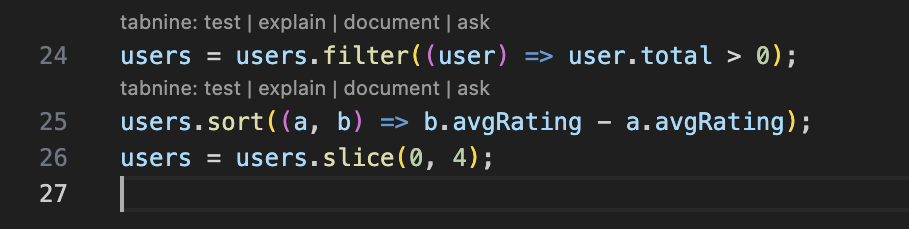 tabnine: test | explain | document | ask
24 users = users.filter((user) => user.total > 0);
tabnine: test | explain | document | ask
25 users.sort((a, b) => b.avgRating - a.avgRating);
26 users = users.slice(0, 4);
27